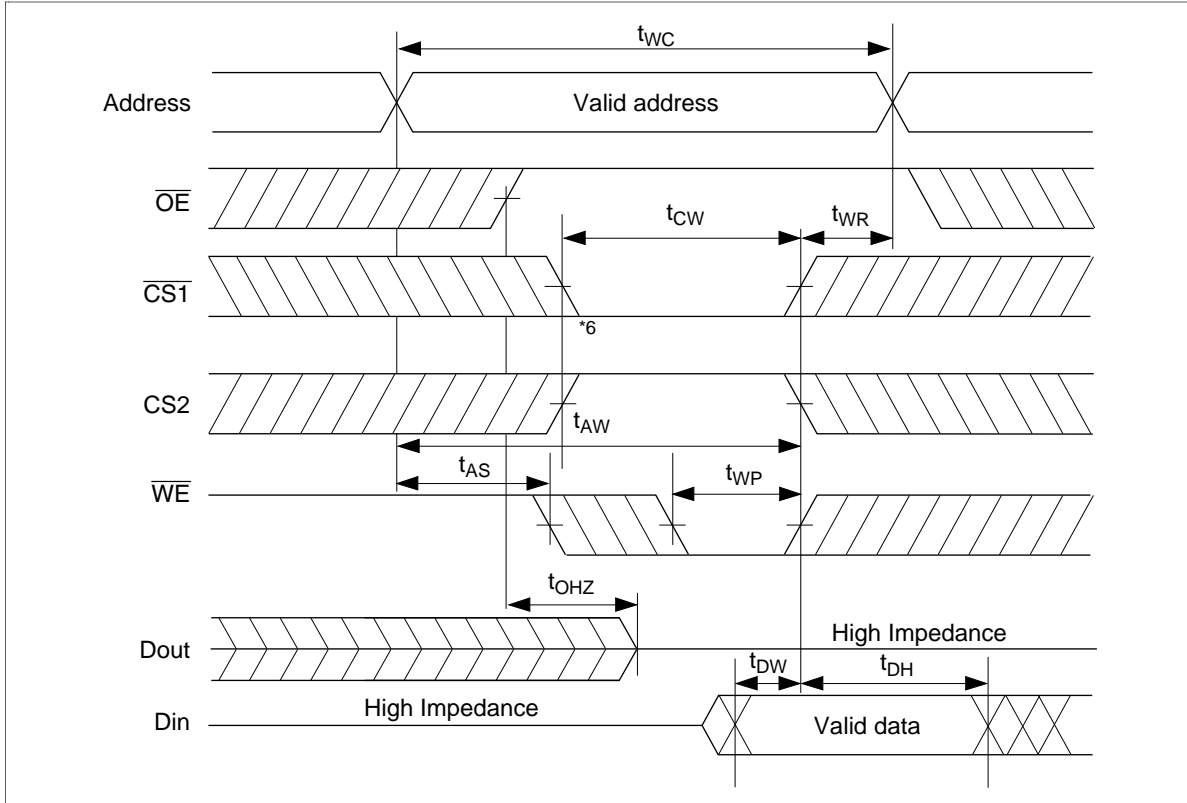 tWC
Address
Valid address
OE
tCW
tWR
CS1
*6
CS2
tAW
tAS
tWP
WE
tOHZ
High Impedance
Dout
tDW
tDH
High Impedance
Din
Valid data